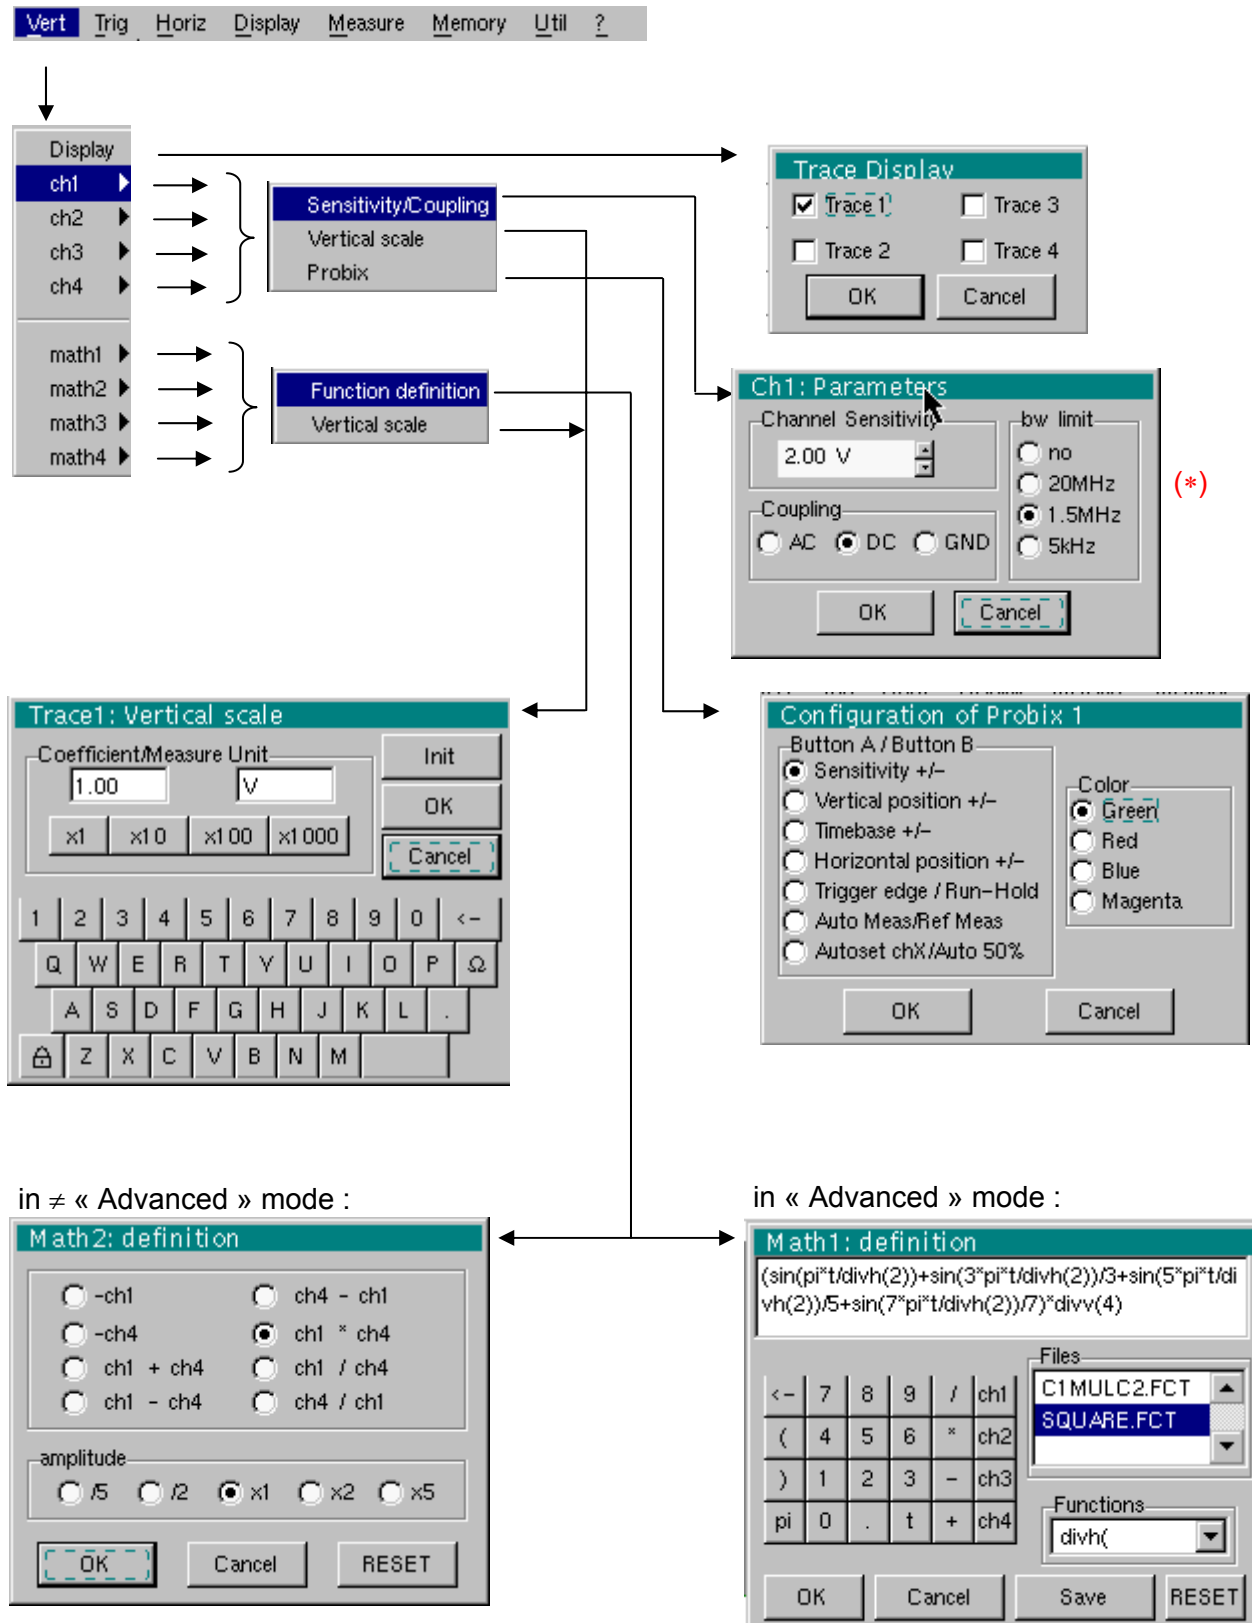 Vert Trig Horiz Display Measure Memory Util ?
Display
ch1
ch2
ch3
ch4
math1
math2
math3
math4
Sensitivity/Coupling
Vertical scale
Probix
Function definition
Vertical scale
Trace Display
Trace 1 Trace 3
Trace 2 Trace 4
OK Cancel
Ch1: Parameters
Channel Sensitivity
2.00 V
Coupling
AC DC GND
bw limit
no
20MHz
1.5MHz
5kHz
OK Cancel
(*)
Trace1: Vertical scale
Coefficient/Measure Unit
1.00 V
x1 x10 x100 x1000
Init
OK
Cancel
1 2 3 4 5 6 7 8 9 0 <-
Q W E R T Y U I O P Ω
A S D F G H J K L .
Z X C V B N M
Configuration of Probix 1
Button A / Button B
Sensitivity +/-
Vertical position +/-
Timebase +/-
Horizontal position +/-
Trigger edge / Run-Hold
Auto Meas/Ref Meas
Autoset chX/Auto 50%
Color
Green
Red
Blue
Magenta
OK Cancel
in ≠ « Advanced » mode :
Math2: definition
-ch1 ch4 - ch1
-ch4 ch1 * ch4
ch1 + ch4 ch1 / ch4
ch1 - ch4 ch4 / ch1
amplitude
/5 /2 x1 x2 x5
OK Cancel RESET
in « Advanced » mode :
Math1: definition
(sin(pi*t/divh(2))+sin(3*pi*t/divh(2))/3+sin(5*pi*t/di
vh(2))/5+sin(7*pi*t/divh(2))/7)*divv(4)
<- 7 8 9 / ch1
( 4 5 6 * ch2
) 1 2 3 - ch3
pi 0 . t + ch4
Files
C1MULC2.FCT
SQUARE.FCT
Functions
divh(
OK Cancel Save RESET